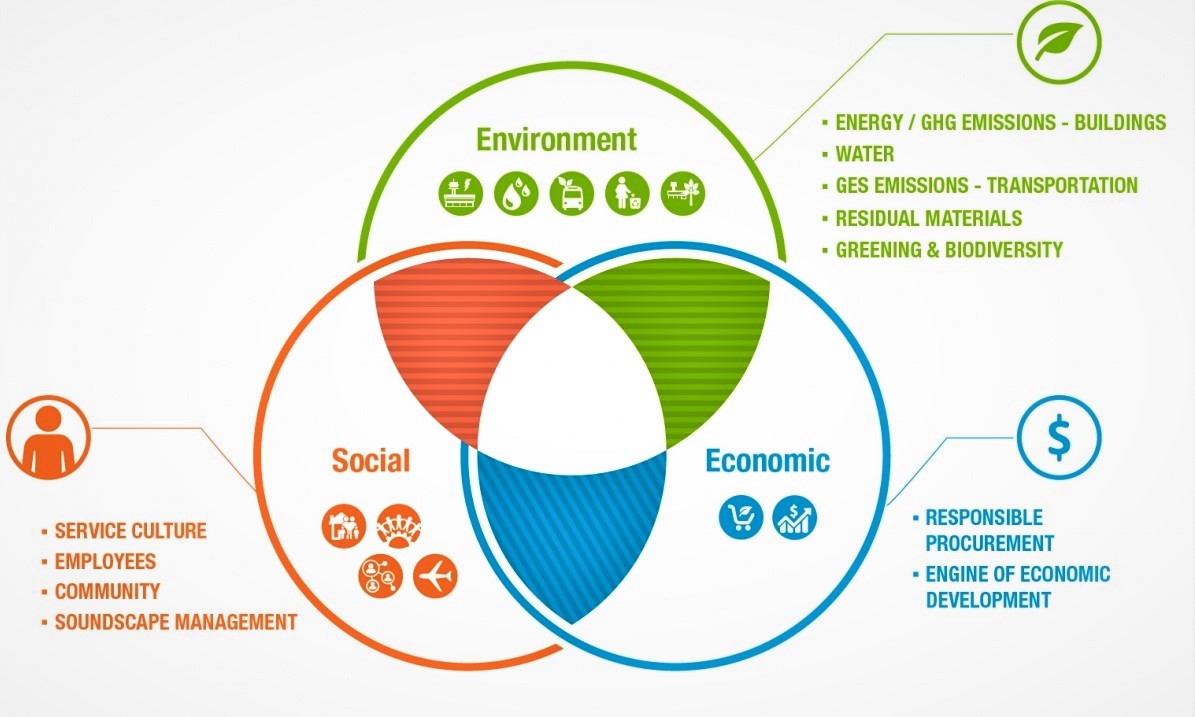 Environment
▪ ENERGY / GHG EMISSIONS - BUILDINGS
▪ WATER
▪ GES EMISSIONS - TRANSPORTATION
▪ RESIDUAL MATERIALS
▪ GREENING & BIODIVERSITY
Social
▪ SERVICE CULTURE
▪ EMPLOYEES
▪ COMMUNITY
▪ SOUNDSCAPE MANAGEMENT
Economic
$
▪ RESPONSIBLE
PROCUREMENT
▪ ENGINE OF ECONOMIC
DEVELOPMENT
$